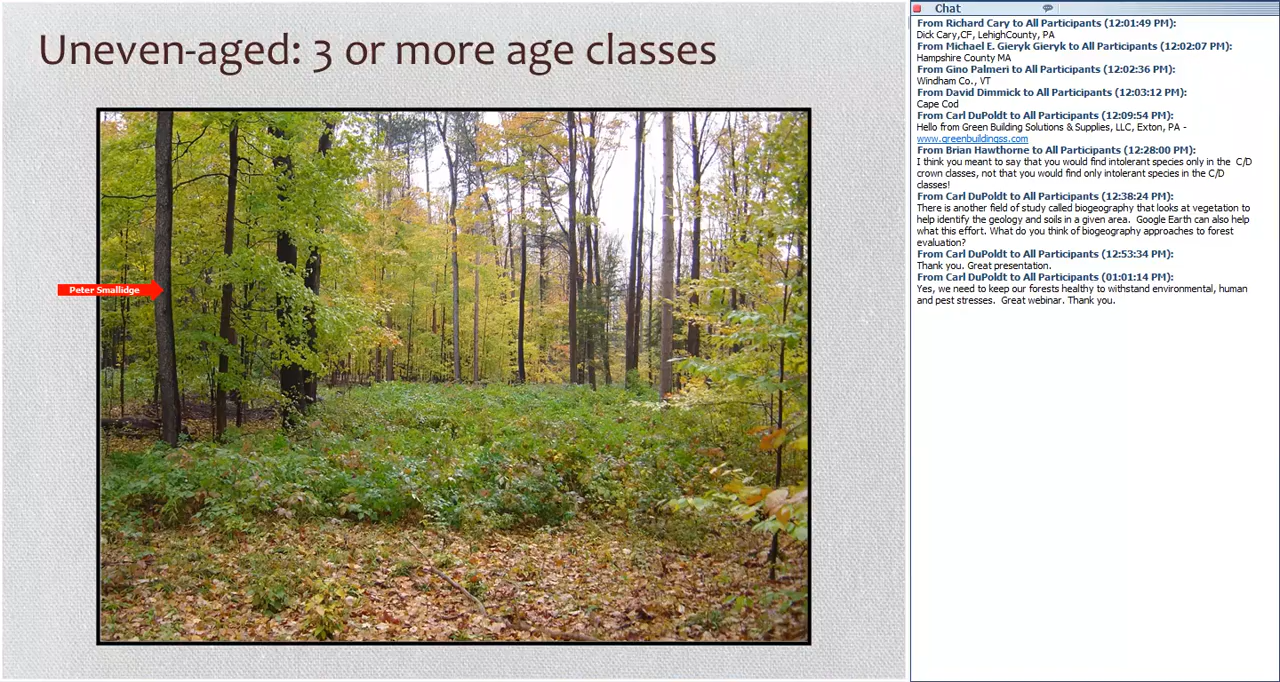 Uneven-aged: 3 or more age classes
Peter Smallidge
Chat
From Richard Cary to All Participants (12:01:49 PM):
Dick Cary,CF, LehighCounty, PA
From Michael E. Gieryk Gieryk to All Participants (12:02:07 PM):
Hampshire County MA
From Gino Palmeri to All Participants (12:02:36 PM):
Windham Co., VT
From David Dimmick to All Participants (12:03:12 PM):
Cape Cod
From Carl DuPoldt to All Participants (12:09:54 PM):
Hello from Green Building Solutions & Supplies, LLC, Exton, PA -
www.greenbuildingss.com
From Brian Hawthorne to All Participants (12:28:00 PM):
I think you meant to say that you would find intolerant species only in the C/D
crown classes, not that you would find only intolerant species in the C/D
classes!
From Carl DuPoldt to All Participants (12:38:24 PM):
There is another field of study called biogeography that looks at vegetation to
help identify the geology and soils in a given area. Google Earth can also help
what this effort. What do you think of biogeography approaches to forest
evaluation?
From Carl DuPoldt to All Participants (12:53:34 PM):
Thank you. Great presentation.
From Carl DuPoldt to All Participants (01:01:14 PM):
Yes, we need to keep our forests healthy to withstand environmental, human
and pest stresses. Great webinar. Thank you.